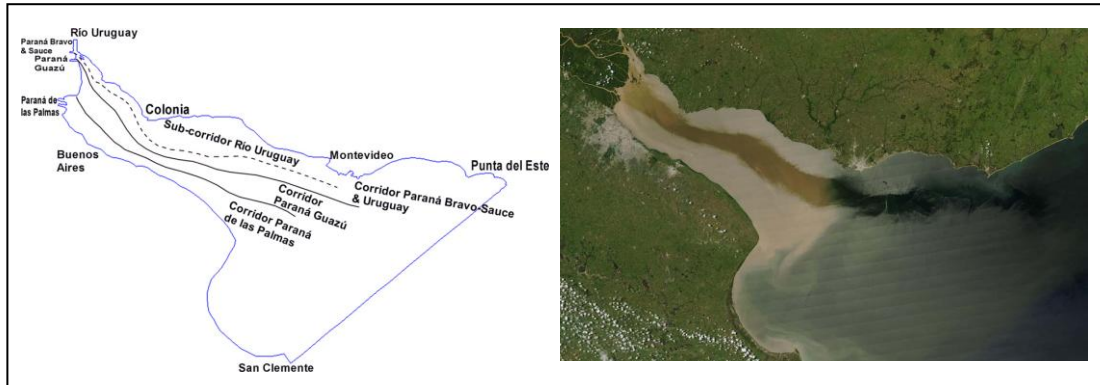 Río Uruguay
Paraná Bravo
& Sauce
Paraná
Guazú
Paraná de
las Palmas
Colonia
Sub-corridor Río Uruguay
Buenos
Aires
Montevideo
Punta del Este
Corridor Paraná Bravo-Sauce
& Uruguay
Corridor
Paraná Guazú
Corridor Paraná
de las Palmas
San Clemente